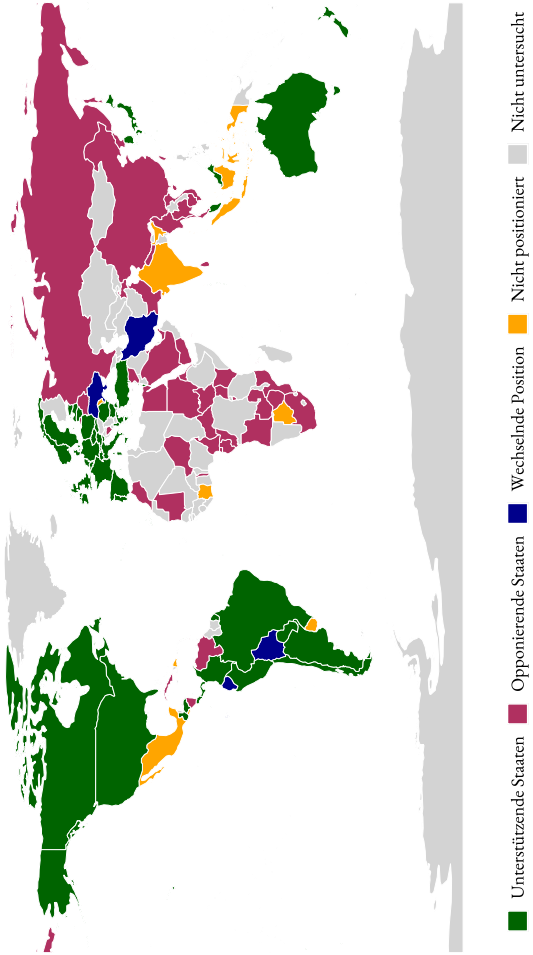 Unterstützende Staaten
Opponierende Staaten
Wechselnde Position
Nicht positioniert
Nicht untersucht